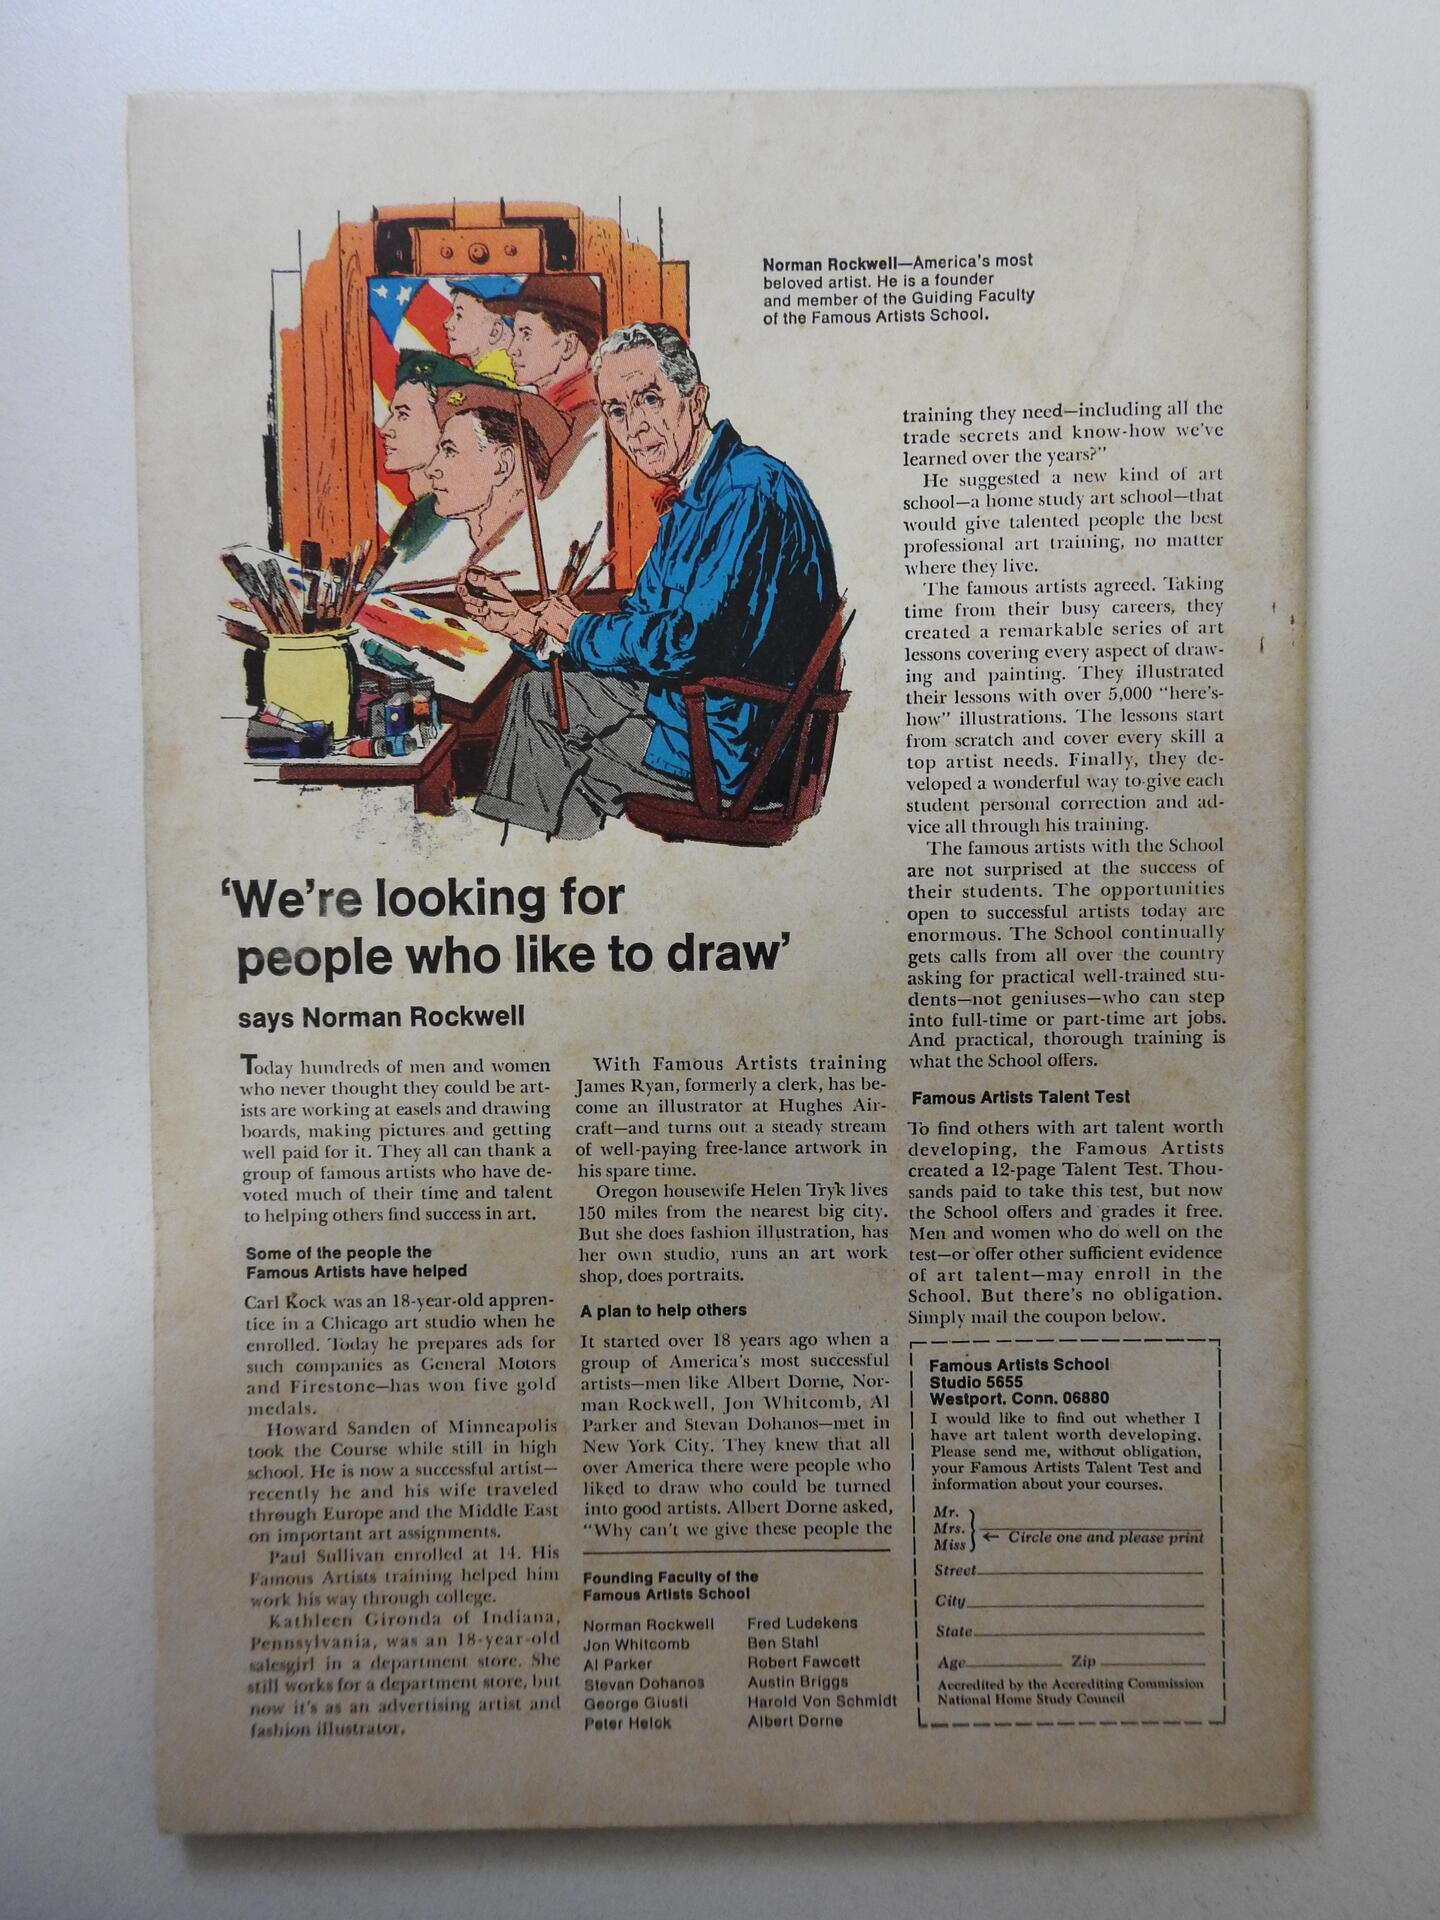 Norman Rockwell—America's most
beloved artist. He is a founder
and member of the Guiding Faculty
of the Famous Artists School.
‘We’re looking for
people who like to draw’
says Norman Rockwell
Today hundreds of men and women
who never thought they could be art-
ists are working at easels and drawing
boards, making pictures and getting
well paid for it. They all can thank a
group of famous artists who have de-
voted much of their time and talent
to helping others find success in art.
Some of the people the
Famous Artists have helped
Carl Kock was an 18-year-old appren-
tice in a Chicago art studio when he
enrolled. Today he prepares ads for
such companies as General Motors
and Firestone—has won five gold
medals.
Howard Sanden of Minneapolis
took the Course while still in high
school. He is now a successful artist—
recently he and his wife traveled
through Europe and the Middle East
on important art assignments.
Paul Sullivan enrolled at 14. His
Famous Artists training helped him
work his way through college.
Kathleen Gironda of Indiana,
Pennsylvania, was an 18-year-old
salesgirl in a department store. She
still works for a department store, but
now it's as an advertising artist and
fashion illustrator.
With Famous Artists training
James Ryan, formerly a clerk, has be-
come an illustrator at Hughes Air-
craft—and turns out a steady stream
of well-paying free-lance artwork in
his spare time.
Oregon housewife Helen Tryk lives
150 miles from the nearest big city.
But she does fashion illustration, has
her own studio, runs an art work
shop, does portraits.
A plan to help others
It started over 18 years ago when a
group of America's most successful
artists—men like Albert Dorne, Nor-
man Rockwell, Jon Whitcomb, Al
Parker and Stevan Dohanos—met in
New York City. They knew that all
over America there were people who
liked to draw who could be turned
into good artists. Albert Dorne asked,
"Why can't we give these people the
Founding Faculty of the
Famous Artists School
Norman Rockwell
Jon Whitcomb
Al Parker
Stevan Dohanos
George Giusti
Peter Helck
Fred Ludekens
Ben Stahl
Robert Fawcett
Austin Briggs
Harold Von Schmidt
Albert Dorne
training they need—including all the
trade secrets and know-how we've
learned over the years?"
He suggested a new kind of art
school—a home study art school—that
would give talented people the best
professional art training, no matter
where they live.
The famous artists agreed. Taking
time from their busy careers, they
created a remarkable series of art
lessons covering every aspect of draw-
ing and painting. They illustrated
their lessons with over 5,000 "here's-
how" illustrations. The lessons start
from scratch and cover every skill a
top artist needs. Finally, they de-
veloped a wonderful way to give each
student personal correction and ad-
vice all through his training.
The famous artists with the School
are not surprised at the success of
their students. The opportunities
open to successful artists today are
enormous. The School continually
gets calls from all over the country
asking for practical well-trained stu-
dents—not geniuses—who can step
into full-time or part-time art jobs.
And practical, thorough training is
what the School offers.
Famous Artists Talent Test
To find others with art talent worth
developing, the Famous Artists
created a 12-page Talent Test. Thou-
sands paid to take this test, but now
the School offers and grades it free.
Men and women who do well on the
test—or offer other sufficient evidence
of art talent—may enroll in the
School. But there's no obligation.
Simply mail the coupon below.
Famous Artists School
Studio 5655
Westport, Conn. 06880
I would like to find out whether I
have art talent worth developing.
Please send me, without obligation,
your Famous Artists Talent Test and
information about your courses.
Mr.
Mrs.
Miss
← Circle one and please print
Street
City
State
Age Zip
Accredited by the Accrediting Commission
National Home Study Council